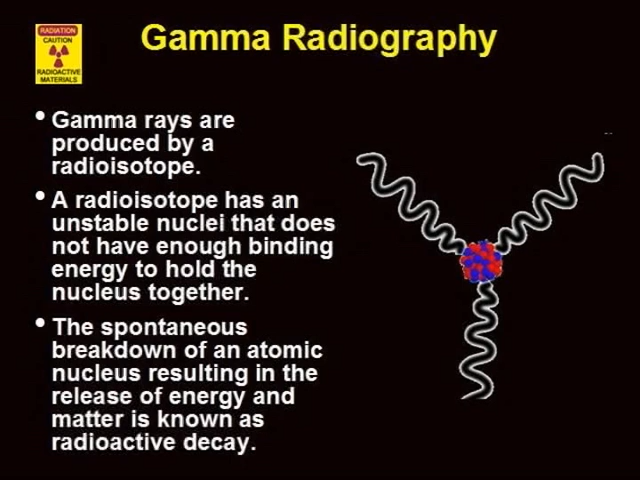 RADIATION
CAUTION
RADIOACTIVE
MATERIALS
Gamma Radiography
• Gamma rays are
produced by a
radioisotope.
• A radioisotope has an
unstable nuclei that does
not have enough binding
energy to hold the
nucleus together.
• The spontaneous
breakdown of an atomic
nucleus resulting in the
release of energy and
matter is known as
radioactive decay.